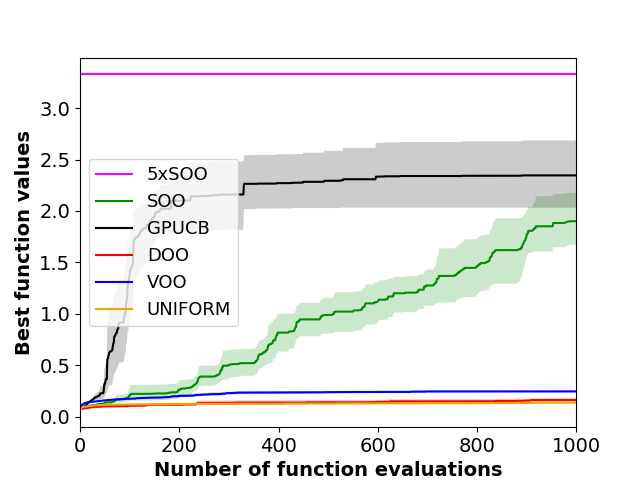 3.0
2.5
2.0
1.5
1.0
0.5
0.0
Best function values
5xSOO
SOO
GPUCB
DOO
VOO
UNIFORM
0 200 400 600 800 1000
Number of function evaluations